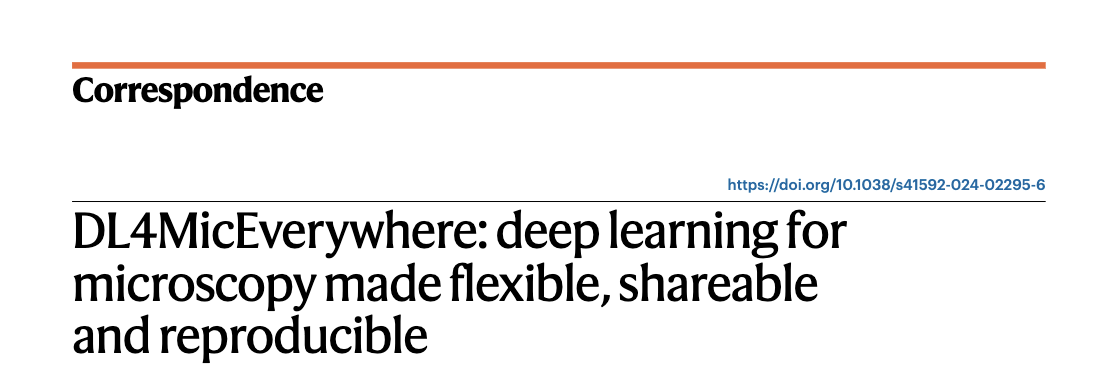 Correspondence
https://doi.org/10.1038/s41592-024-02295-6
DL4MicEverywhere: deep learning for
microscopy made flexible, shareable
and reproducible